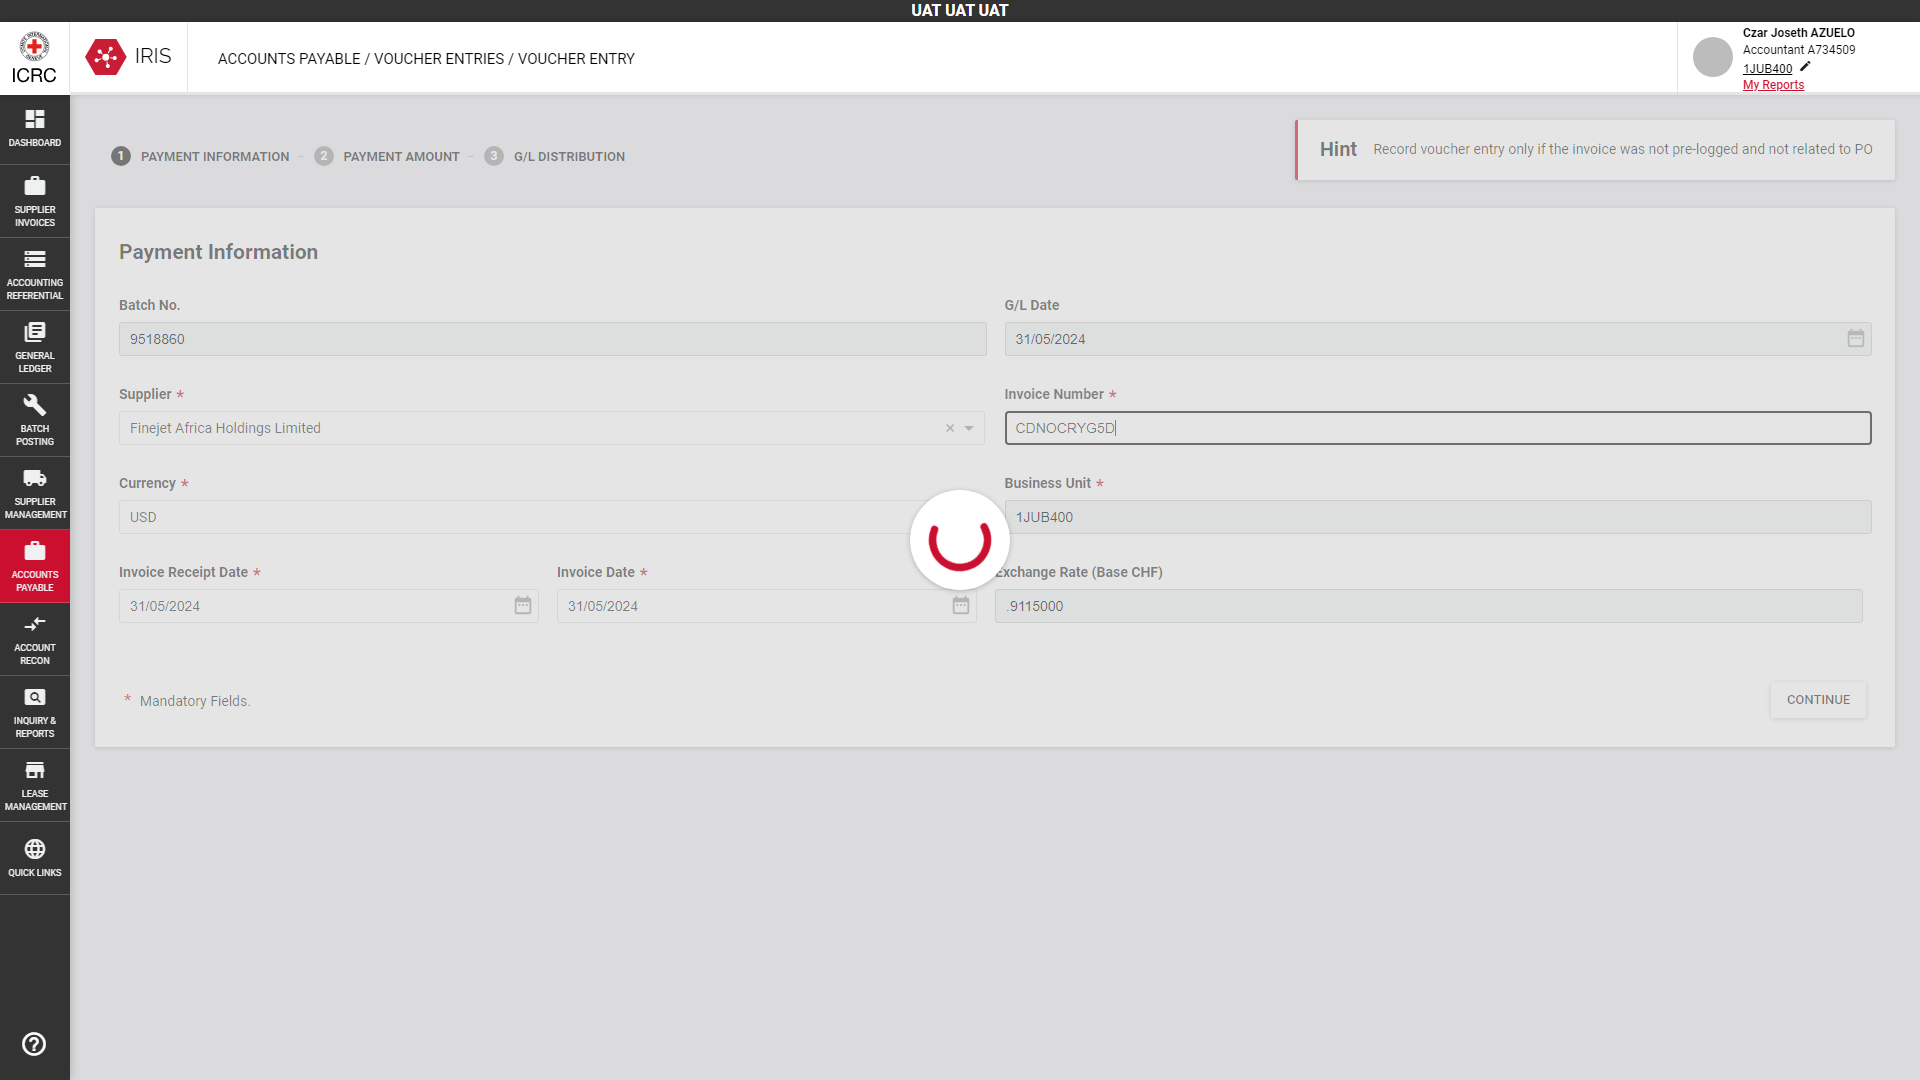 UAT UAT UAT
ICRC
IRIS
ACCOUNTS PAYABLE / VOUCHER ENTRIES / VOUCHER ENTRY
Czar Joseth AZUELO
Accountant A734509
1JUB400
My Reports
DASHBOARD
SUPPLIER
INVOICES
ACCOUNTING
REFERENTIAL
GENERAL
LEDGER
BATCH
POSTING
SUPPLIER
MANAGEMENT
ACCOUNTS
PAYABLE
ACCOUNT
RECON
INQUIRY &
REPORTS
LEASE
MANAGEMENT
QUICK LINKS
1 PAYMENT INFORMATION – 2 PAYMENT AMOUNT – 3 G/L DISTRIBUTION
Hint Record voucher entry only if the invoice was not pre-logged and not related to PO
Payment Information
Batch No.
9518860
G/L Date
31/05/2024
Supplier *
Finejet Africa Holdings Limited
Invoice Number *
CDNOCRYG5D
Currency *
USD
Business Unit *
1JUB400
Invoice Receipt Date *
31/05/2024
Invoice Date *
31/05/2024
Exchange Rate (Base CHF)
.9115000
* Mandatory Fields.
CONTINUE